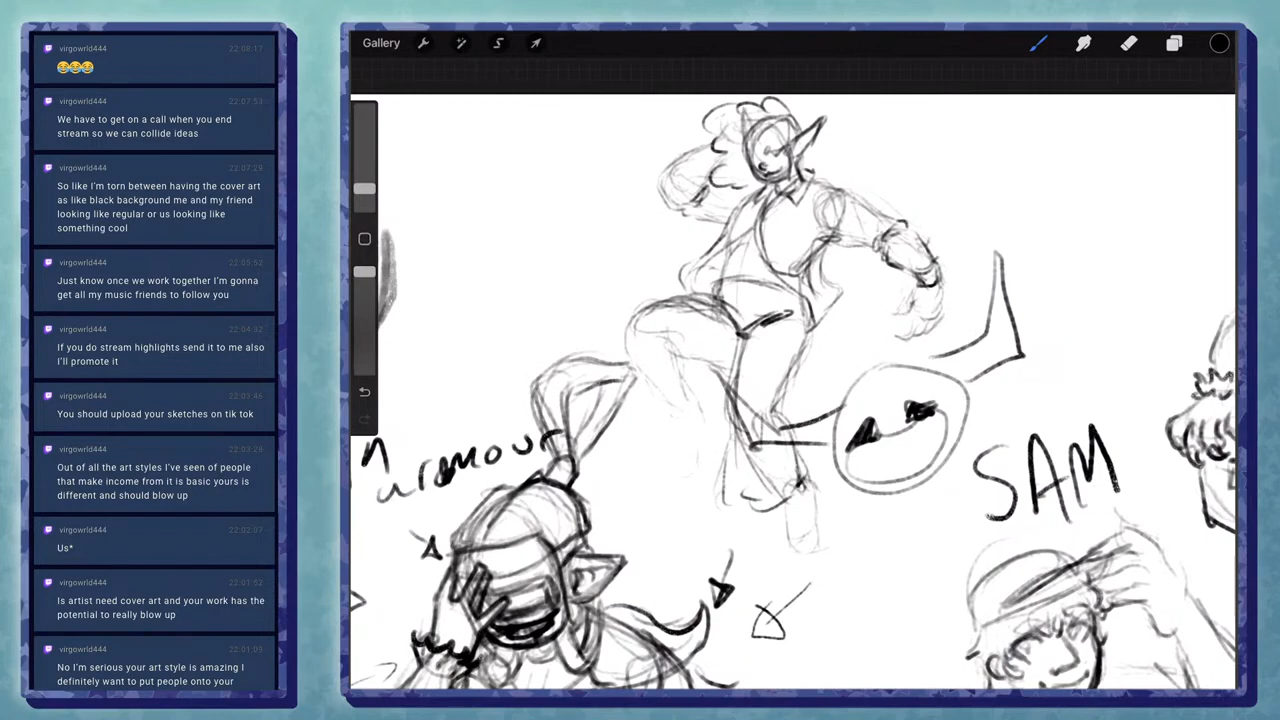 virgowrld444 22:08:17
😂😂😂
virgowrld444 22:07:53
We have to get on a call when you end
stream so we can collide ideas
virgowrld444 22:07:29
So like I'm torn between having the cover art
as like black background me and my friend
looking like regular or us looking like
something cool
virgowrld444 22:05:52
Just know once we work together I'm gonna
get all my music friends to follow you
virgowrld444 22:04:32
If you do stream highlights send it to me also
I'll promote it
virgowrld444 22:03:46
You should upload your sketches on tik tok
virgowrld444 22:03:28
Out of all the art styles I've seen of people
that make income from it is basic yours is
different and should blow up
virgowrld444 22:02:07
Us*
virgowrld444 22:01:52
Is artist need cover art and your work has the
potential to really blow up
virgowrld444 22:01:09
No I'm serious your art style is amazing I
definitely want to put people onto your
Gallery
SAM